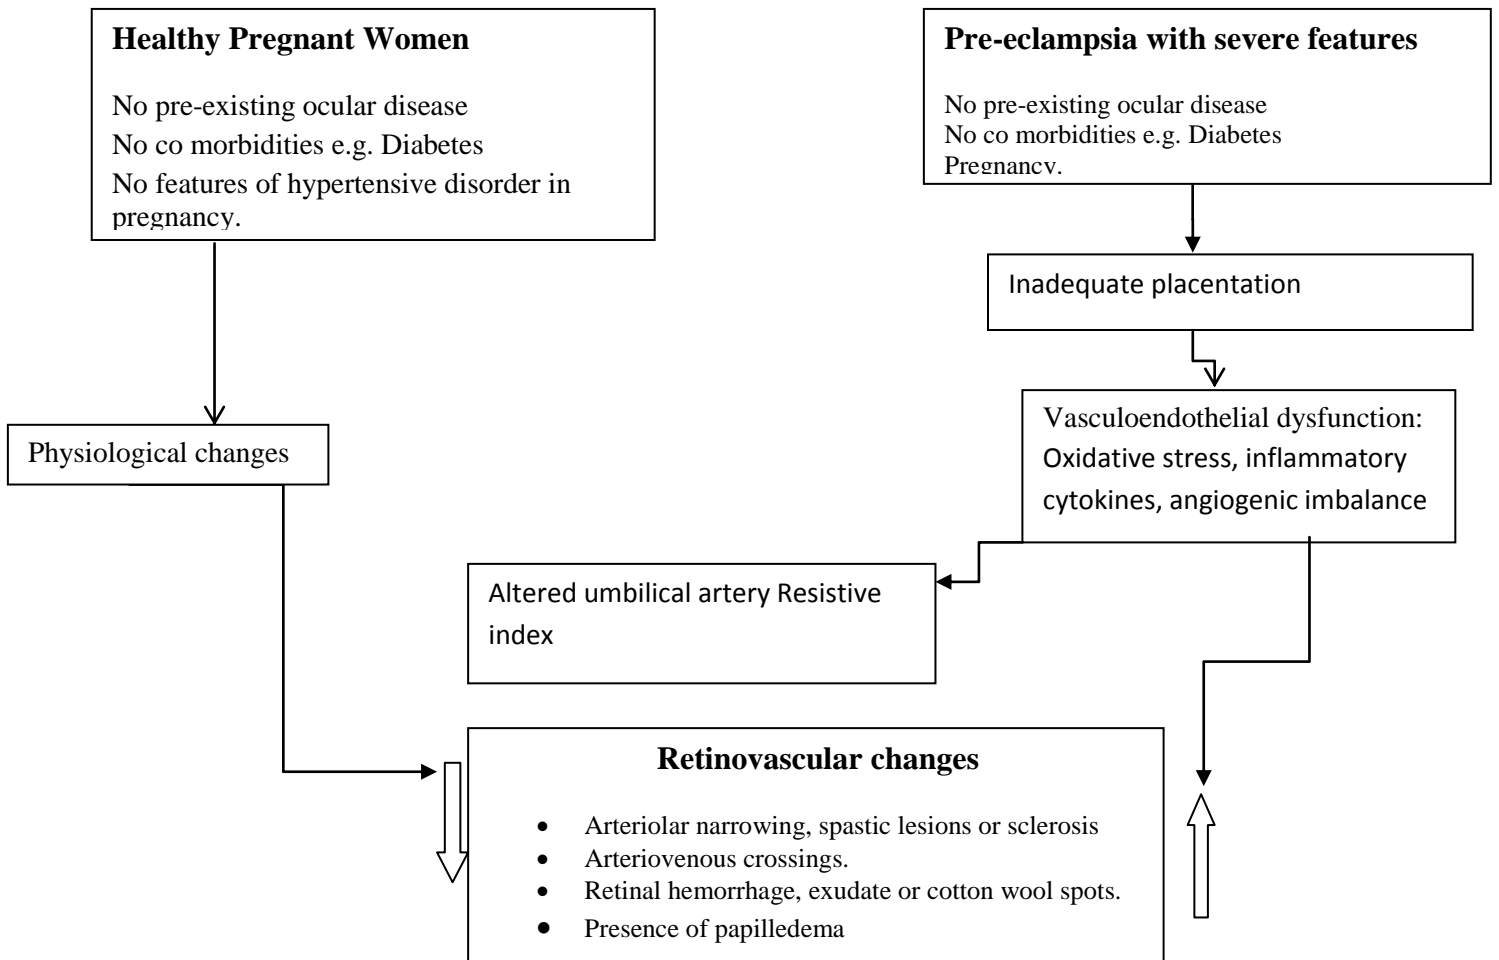 Healthy Pregnant Women
No pre-existing ocular disease
No co morbidities e.g. Diabetes
No features of hypertensive disorder in
pregnancy.
Pre-eclampsia with severe features
No pre-existing ocular disease
No co morbidities e.g. Diabetes
Pregnancy.
Inadequate placentation
Vasculoendothelial dysfunction:
Oxidative stress, inflammatory
cytokines, angiogenic imbalance
Physiological changes
Altered umbilical artery Resistive
index
Retinovascular changes
• Arteriolar narrowing, spastic lesions or sclerosis
• Arteriovenous crossings.
• Retinal hemorrhage, exudate or cotton wool spots.
• Presence of papilledema